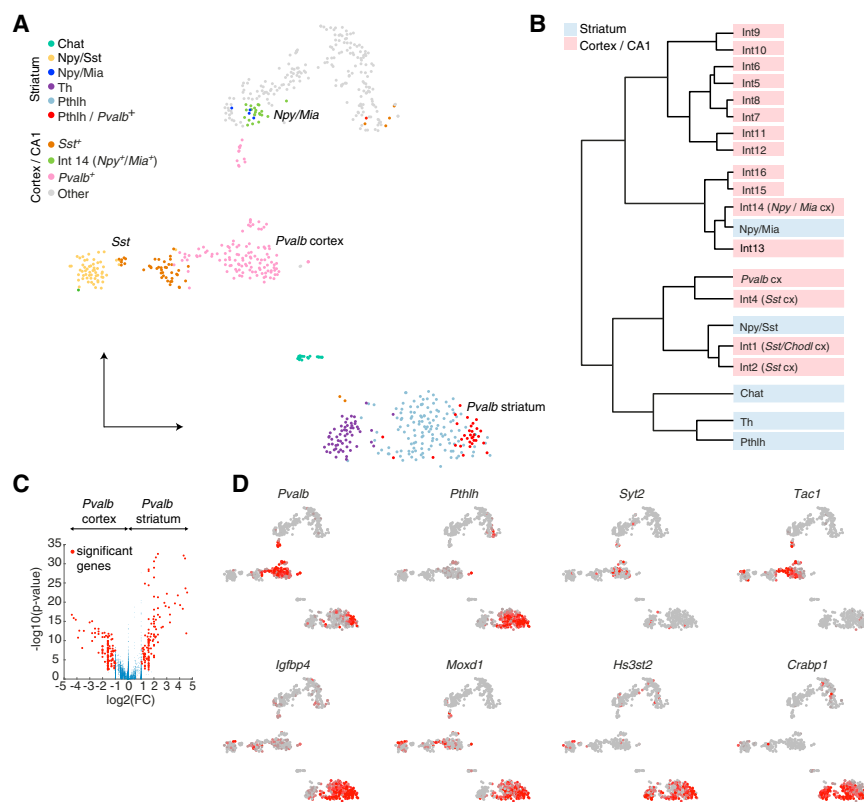 A
Striatum
Chat
Npy/Sst
Npy/Mia
Th
Pthlh
Pthlh / Pvalb+
Cortex / CA1
Sst+
Int 14 (Npy+/Mia+)
Pvalb+
Other
Npy/Mia
Sst
Pvalb cortex
Pvalb striatum
B
Striatum
Cortex / CA1
Int9
Int10
Int6
Int5
Int8
Int7
Int11
Int12
Int16
Int15
Int14 (Npy / Mia cx)
Npy/Mia
Int13
Pvalb cx
Int4 (Sst cx)
Npy/Sst
Int1 (Sst/Chodl cx)
Int2 (Sst cx)
Chat
Th
Pthlh
C
Pvalb cortex
Pvalb striatum
significant genes
-log10(p-value)
35
30
25
20
15
10
5
0
-5 -4 -3 -2 -1 0 1 2 3 4 5
log2(FC)
D
Pvalb Pthlh Syt2 Tac1
Igfbp4 Moxd1 Hs3st2 Crabp1